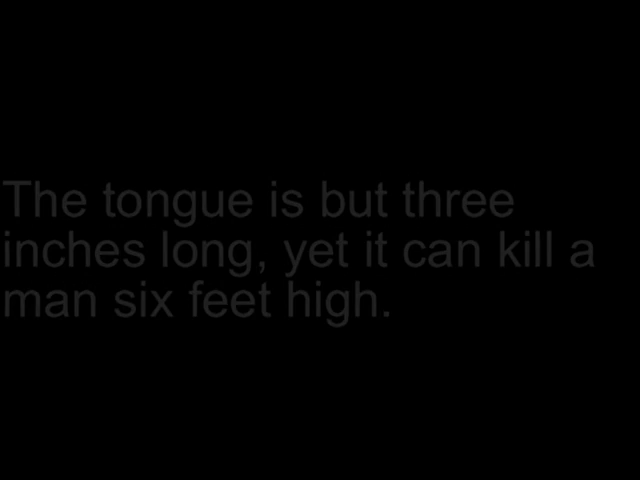 The tongue is but three
inches long, yet it can kill a
man six feet high.